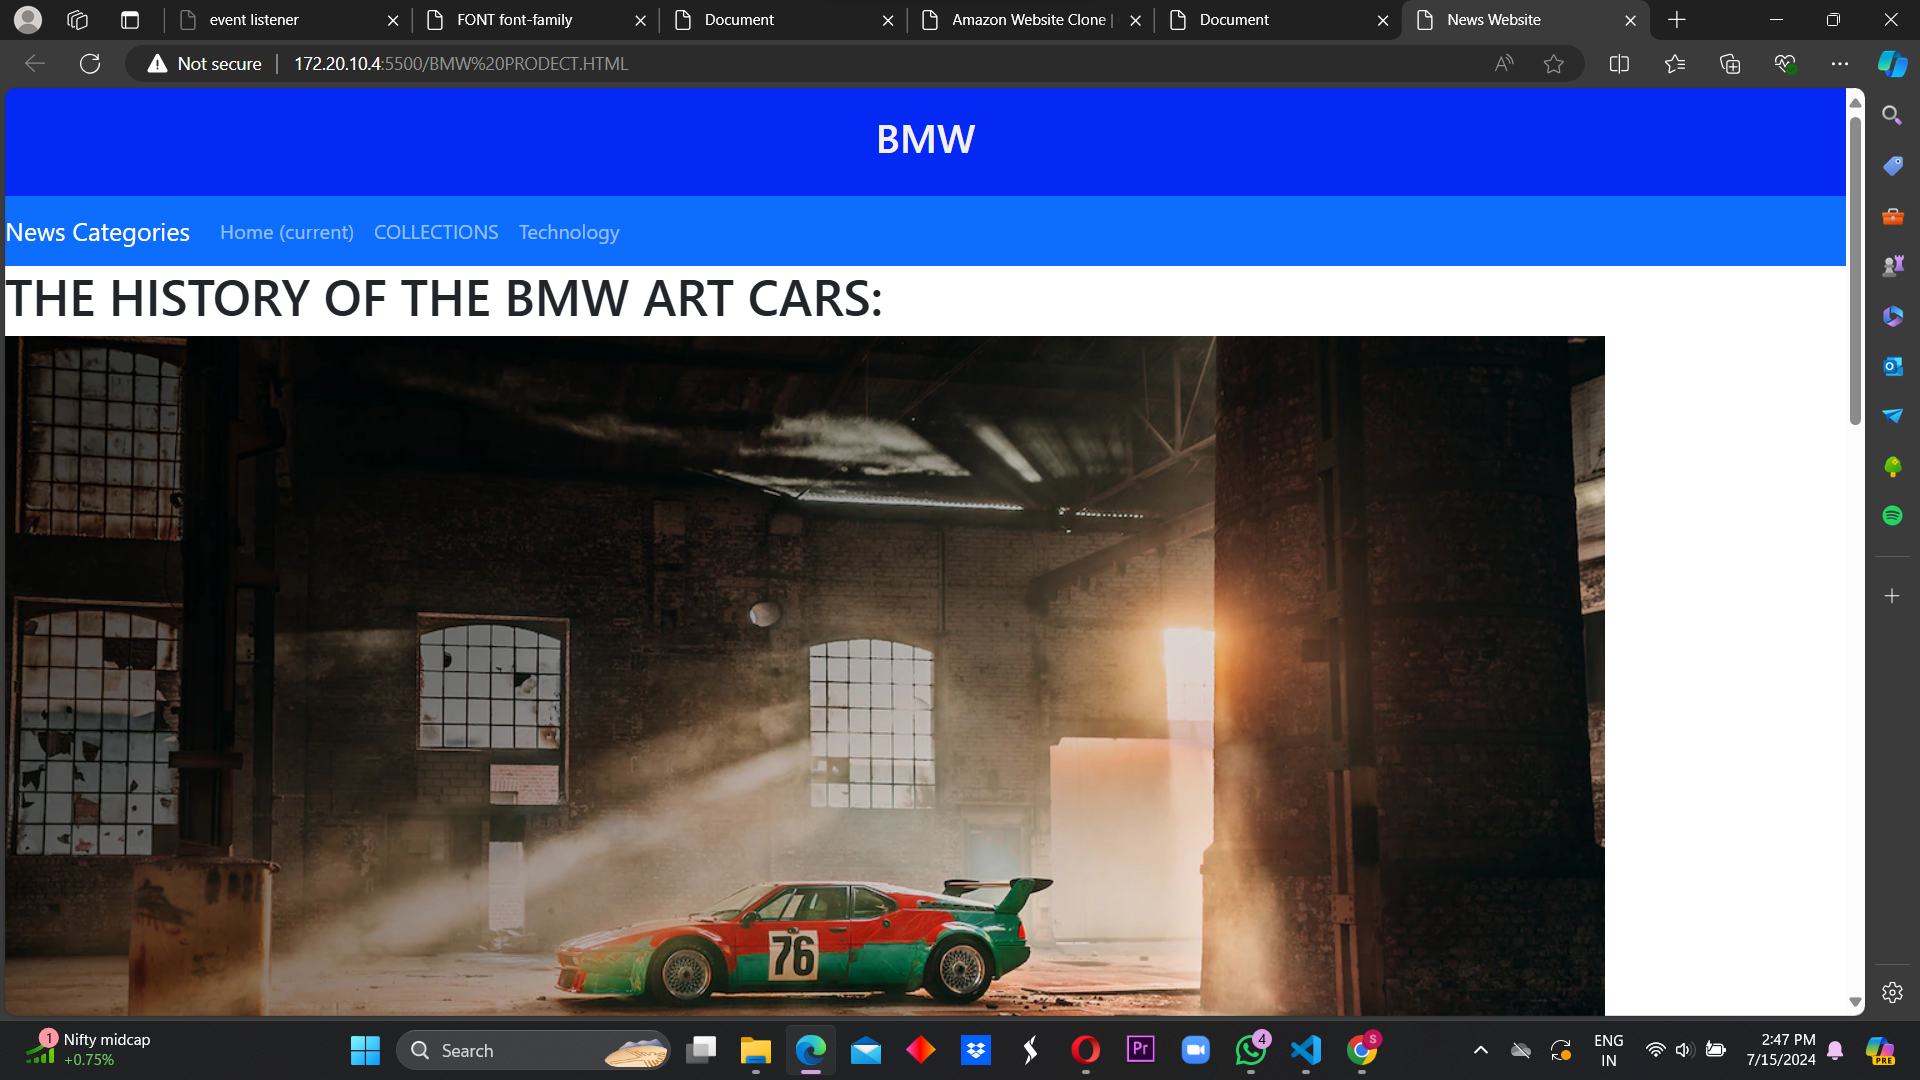 event listener
FONT font-family
Document
Amazon Website Clone |
Document
News Website
Not secure
172.20.10.4:5500/BMW%20PRODECT.HTML
BMW
News Categories
Home (current)
COLLECTIONS
Technology
THE HISTORY OF THE BMW ART CARS:
76
1
Nifty midcap
+0.75%
Search
Pr
4
S
ENG
IN
2:47 PM
7/15/2024
PRE